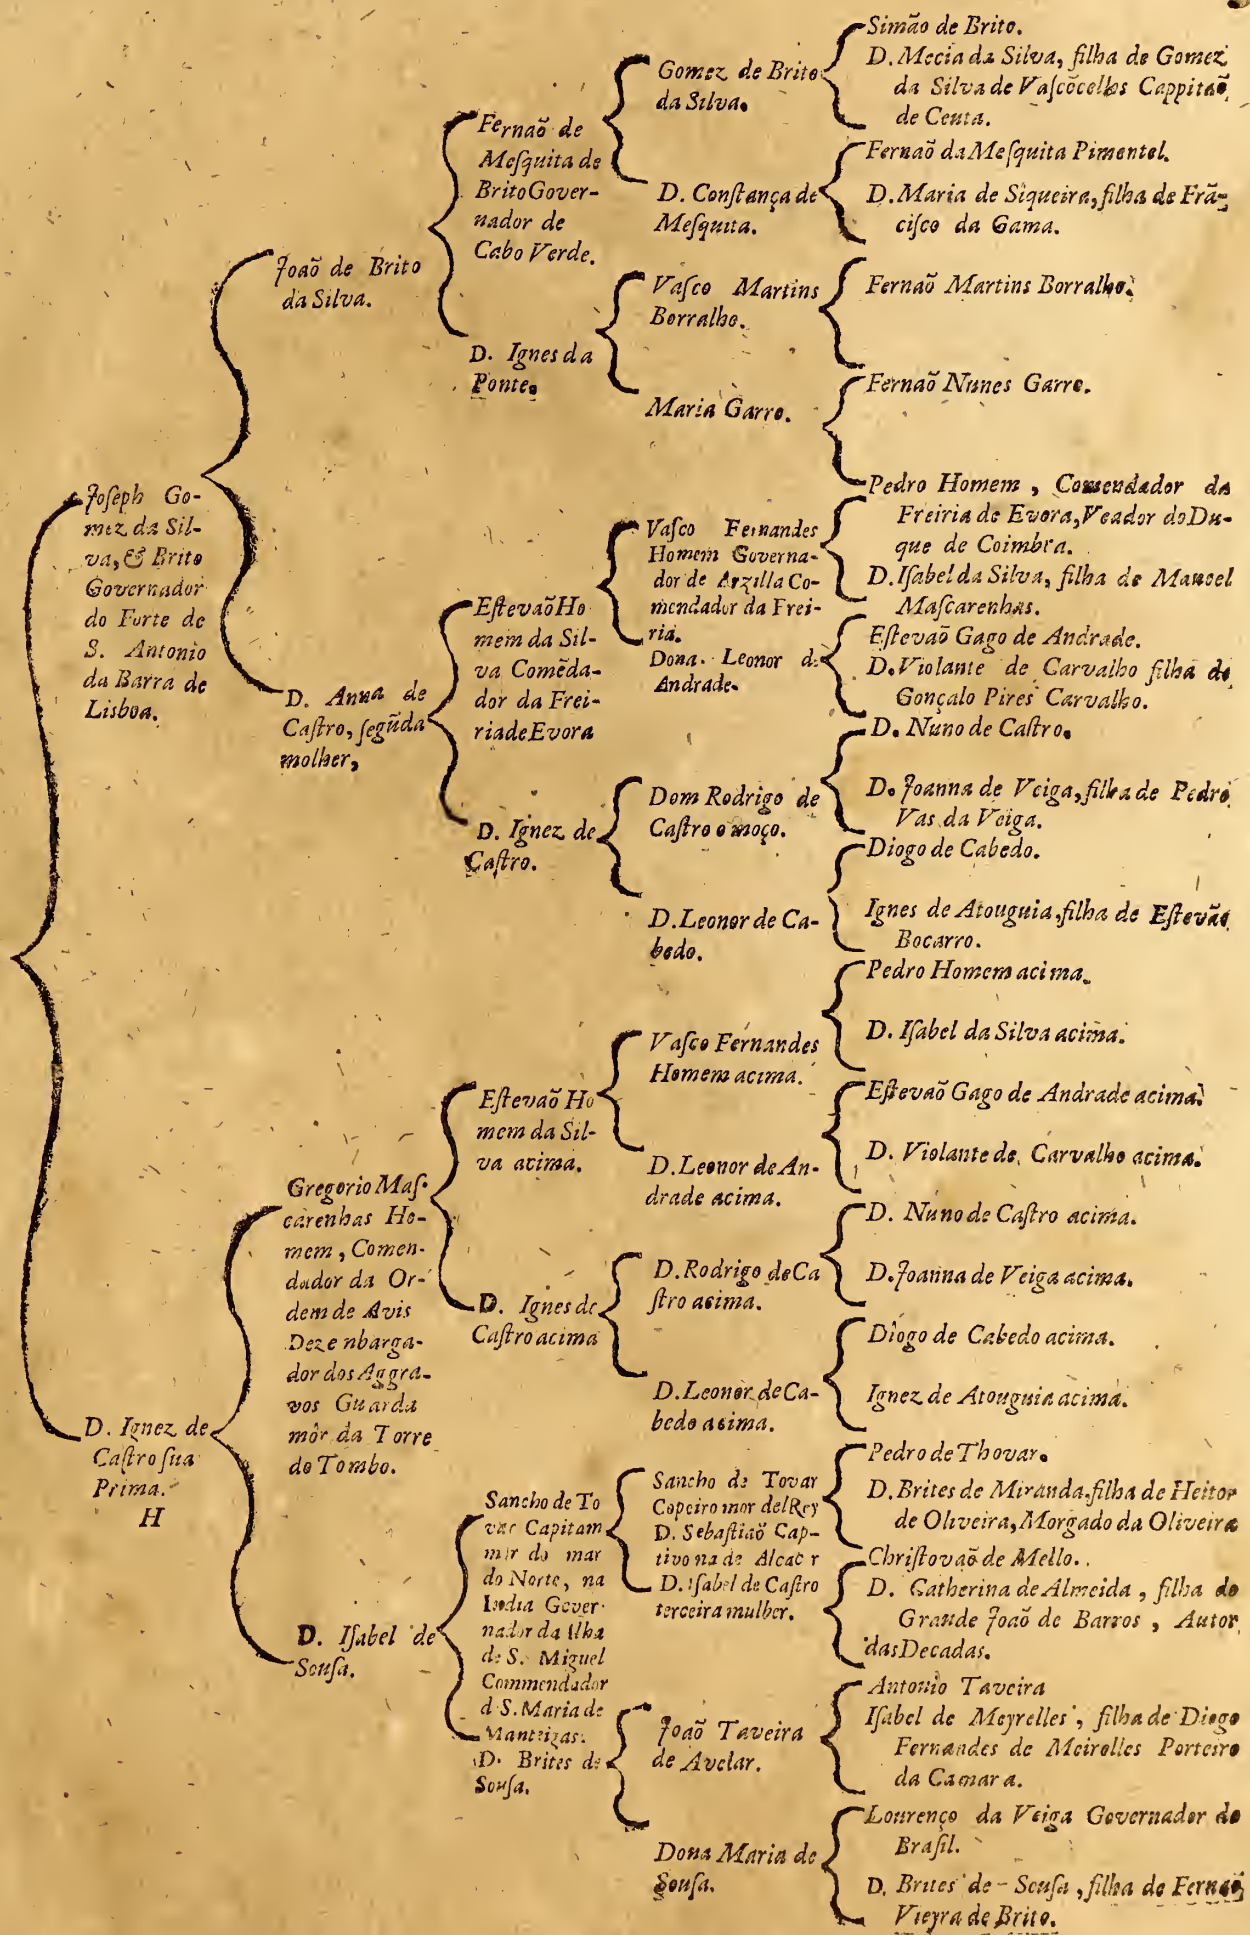 Joſeph Go-
mez da Sil-
va, & Brito
Governador
do Forte de
S. Antonio
da Barra de
Lisboa.
D. Ignez de
Caſtro ſua
Prima.
H
Joaõ de Brito
da Silva.
D. Anna de
Caſtro, ſegũda
molher,
Gregorio Maſ-
carenhas Ho-
mem, Comen-
dador da Or-
dem de Avis
Dezenbarga-
dor dos Aggra-
vos Guarda
mòr da Torre
do Tombo.
D. Iſabel de
Souſa.
Fernaõ de
Meſquita de
Brito Gover-
nador de
Cabo Verde.
D. Ignes da
Ponte.
Eſtevaõ Ho
mem da Sil-
va Comẽda-
dor da Frei-
ria de Evora
D. Ignez de
Caſtro.
Eſtevaõ Ho
mem da Sil-
va acima.
D. Ignes de
Caſtro acima
Sancho de To
var Capitam
mór do mar
do Norte, na
India Gover-
nador da Ilha
de S. Miguel
Commendador
d S. Maria de
Manteigas.
D. Brites de
Souſa.
Gomez de Brito
da Silva.
D. Conſtança de
Meſquita.
Vaſco Martins
Borralho.
Maria Garro.
Vaſco Fernandes
Homem Governa-
dor de Arzilla Co-
mendador da Frei-
ria.
Dona. Leonor de
Andrade.
Dom Rodrigo de
Caſtro o moço.
D. Leonor de Ca-
bedo.
Vaſco Fernandes
Homem acima.
D. Leonor de An-
drade acima.
D. Rodrigo de Ca
ſtro acima.
D. Leonor de Ca-
bedo acima.
Sancho de Tovar
Copeiro mor del Rey
D. Sebaſtiaõ Cap-
tivo na de Alcacer
D. Iſabel de Caſtro
terceira mulher.
Joaõ Taveira
de Avelar.
Dona Maria de
Souſa.
Simão de Brito.
D. Mecia da Silva, filha de Gomez
da Silva de Vaſcõcellos Cappitaõ
de Ceuta.
Fernaõ da Meſquita Pimentel.
D. Maria de Siqueira, filha de Frã-
ciſco da Gama.
Fernaõ Martins Borralho.
Fernaõ Nunes Garro.
Pedro Homem, Comendador da
Freiria de Evora, Veador do Du-
que de Coimbra.
D. Iſabel da Silva, filha de Manoel
Maſcarenhas.
Eſtevaõ Gago de Andrade.
D. Violante de Carvalho filha de
Gonçalo Pires Carvalho.
D. Nuno de Caſtro.
D. Joanna de Veiga, filha de Pedro
Vas da Veiga.
Diogo de Cabedo.
Ignes de Atouguia, filha de Eſtevão
Bocarro.
Pedro Homem acima.
D. Iſabel da Silva acima.
Eſtevaõ Gago de Andrade acima.
D. Violante de Carvalho acima.
D. Nuno de Caſtro acima.
D. Joanna de Veiga acima.
Diogo de Cabedo acima.
Ignez de Atouguia acima.
Pedro de Thovar.
D. Brites de Miranda, filha de Heitor
de Oliveira, Morgado da Oliveira
Chriſtovaõ de Mello.
D. Catherina de Almeida, filha do
Grande Joaõ de Barros, Autor
das Decadas.
Antonio Taveira
Iſabel de Meyrelles, filha de Diogo
Fernandes de Meirelles Porteiro
da Camara.
Lourenço da Veiga Governador do
Braſil.
D. Brites de Souſa, filha de Fernaõ
Vieyra de Brito.